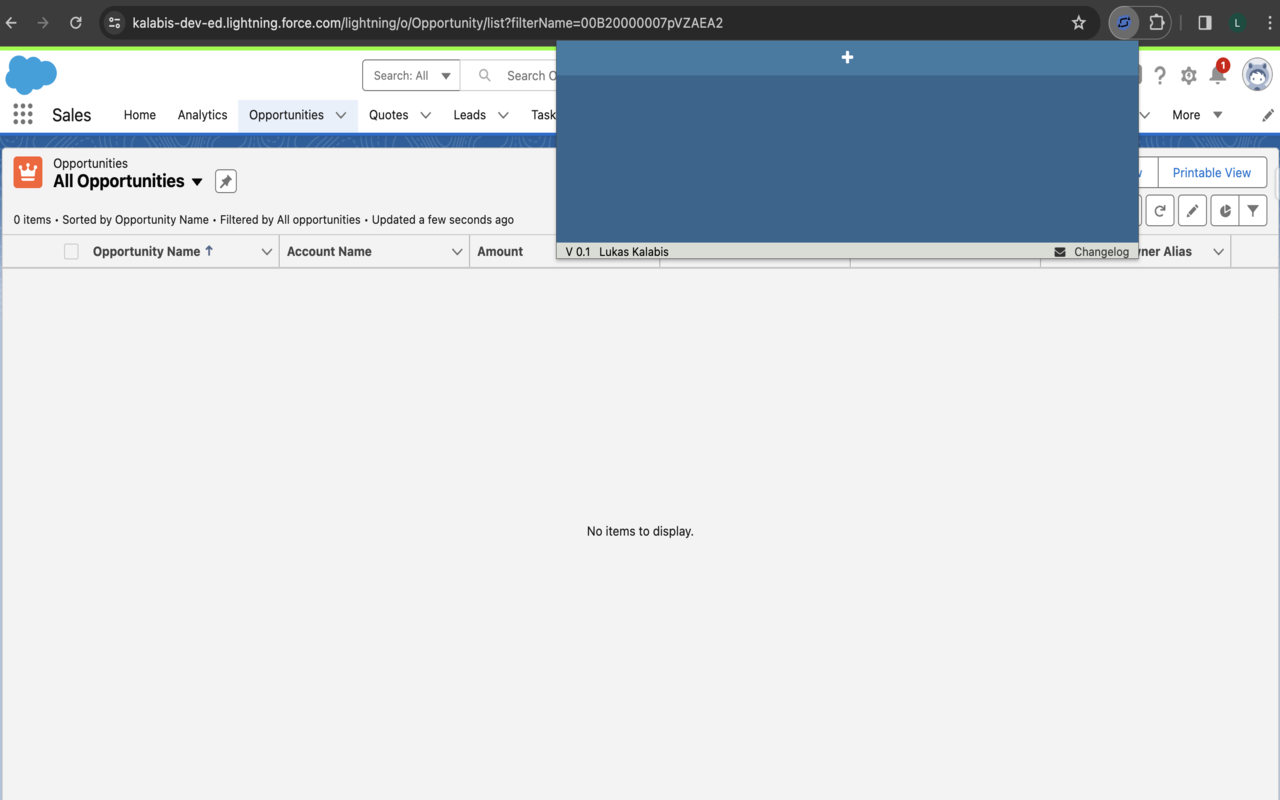 kalabis-dev-ed.lightning.force.com/lightning/o/Opportunity/list?filterName=00B20000007pVZAEA2
L
Search: All
Search O
1
Sales
Home
Analytics
Opportunities
Quotes
Leads
Task
More
Opportunities
All Opportunities
Printable View
0 items • Sorted by Opportunity Name • Filtered by All opportunities • Updated a few seconds ago
Opportunity Name
Account Name
Amount
V 0.1 Lukas Kalabis
Changelog
ner Alias
No items to display.